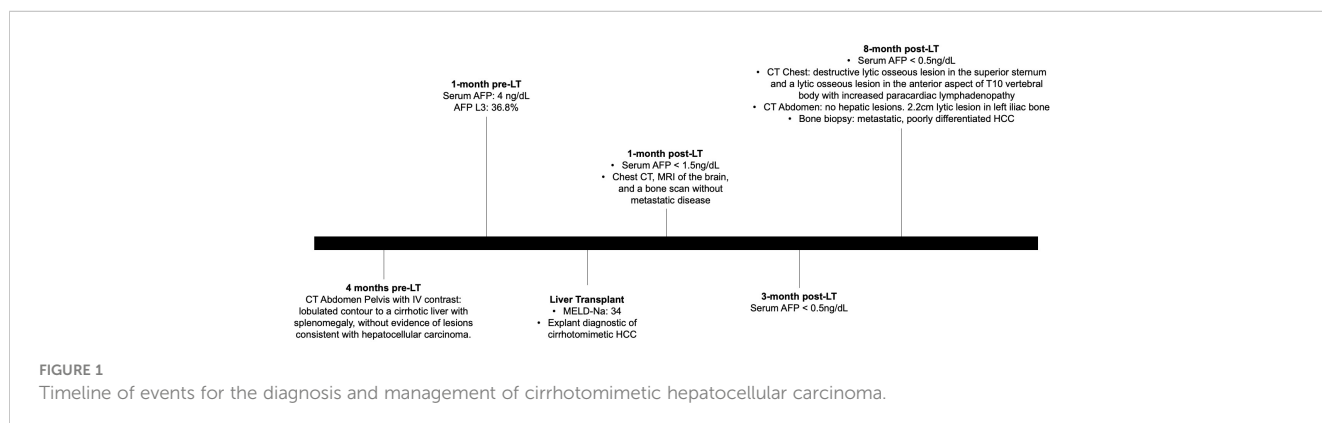 8-month post-LT
• Serum AFP < 0.5ng/dL
• CT Chest: destructive lytic osseous lesion in the superior sternum
and a lytic osseous lesion in the anterior aspect of T10 vertebral
body with increased paracardiac lymphadenopathy
• CT Abdomen: no hepatic lesions. 2.2cm lytic lesion in left iliac bone
• Bone biopsy: metastatic, poorly differentiated HCC
1-month pre-LT
Serum AFP: 4 ng/dL
AFP L3: 36.8%
1-month post-LT
• Serum AFP < 1.5ng/dL
• Chest CT, MRI of the brain,
and a bone scan without
metastatic disease
4 months pre-LT
CT Abdomen Pelvis with IV contrast:
lobulated contour to a cirrhotic liver with
splenomegaly, without evidence of lesions
consistent with hepatocellular carcinoma.
Liver Transplant
• MELD-Na: 34
• Explant diagnostic of
cirrhotomimetic HCC
3-month post-LT
Serum AFP < 0.5ng/dL
FIGURE 1
Timeline of events for the diagnosis and management of cirrhotomimetic hepatocellular carcinoma.